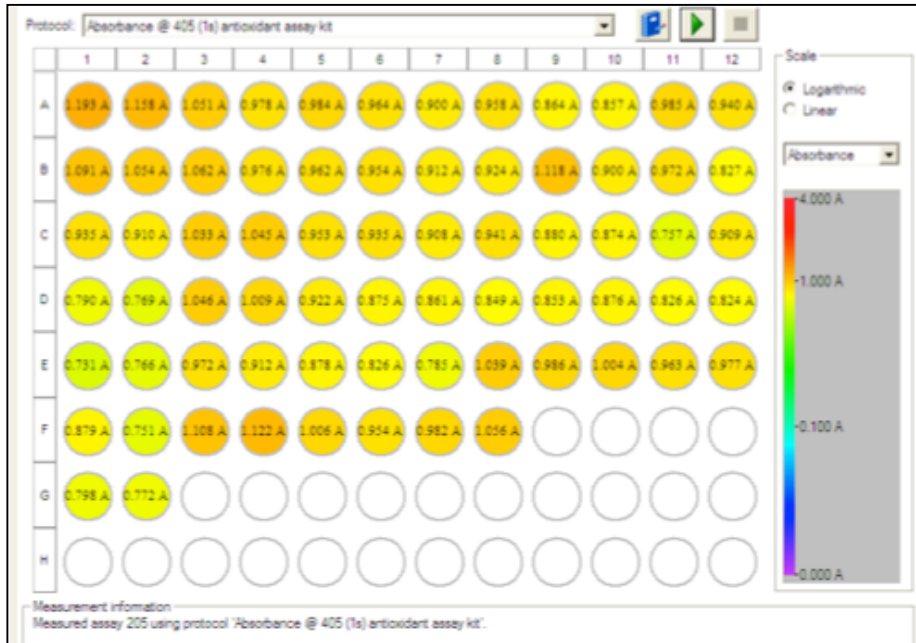 Protocol: Absorbance @ 405 (1s) antioxidant assay kit
1 2 3 4 5 6 7 8 9 10 11 12
Scale
A 1.193 A 1.158 A 1.051 A 0.978 A 0.984 A 0.964 A 0.900 A 0.958 A 0.864 A 0.857 A 0.985 A 0.940 A
Logarithmic
Linear
B 1.091 A 1.054 A 1.062 A 0.976 A 0.962 A 0.954 A 0.912 A 0.924 A 1.118 A 0.900 A 0.972 A 0.827 A
Absorbance
4.000 A
C 0.935 A 0.910 A 1.033 A 1.045 A 0.953 A 0.935 A 0.908 A 0.941 A 0.880 A 0.874 A 0.757 A 0.909 A
1.000 A
D 0.790 A 0.769 A 1.046 A 1.009 A 0.922 A 0.875 A 0.861 A 0.849 A 0.853 A 0.876 A 0.826 A 0.824 A
E 0.731 A 0.766 A 0.972 A 0.912 A 0.878 A 0.826 A 0.785 A 1.039 A 0.986 A 1.004 A 0.963 A 0.977 A
F 0.879 A 0.751 A 1.108 A 1.122 A 1.006 A 0.954 A 0.982 A 1.056 A
0.100 A
G 0.798 A 0.772 A
H
0.000 A
Measurement information
Measured assay 205 using protocol 'Absorbance @ 405 (1s) antioxidant assay kit'.